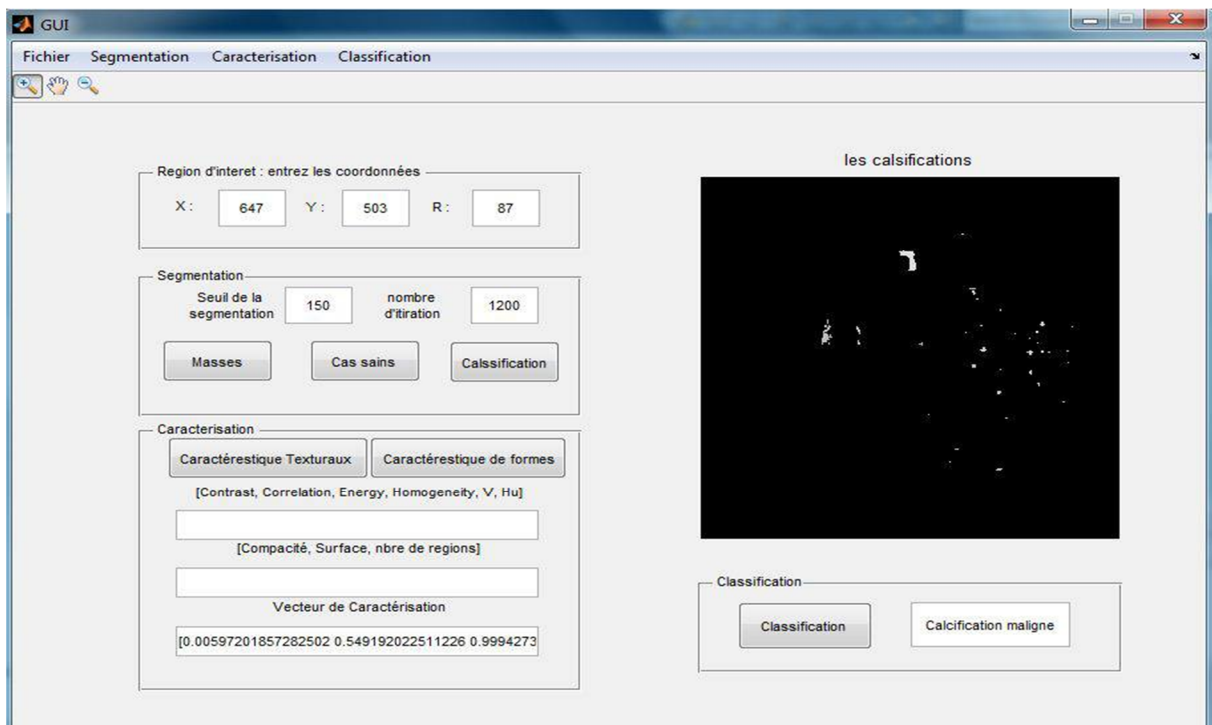 GUI
Fichier Segmentation Caracterisation Classification
Region d'interet : entrez les coordonnées
X : 647 Y : 503 R : 87
Segmentation
Seuil de la segmentation 150 nombre d'itiration 1200
Masses Cas sains Calssification
Caracterisation
Caractérestique Texturaux Caractérestique de formes
[Contrast, Correlation, Energy, Homogeneity, V, Hu]
[Compacité, Surface, nbre de regions]
Vecteur de Caractérisation
[0.00597201857282502 0.549192022511226 0.9994273
les calsifications
Classification
Classification Calcification maligne